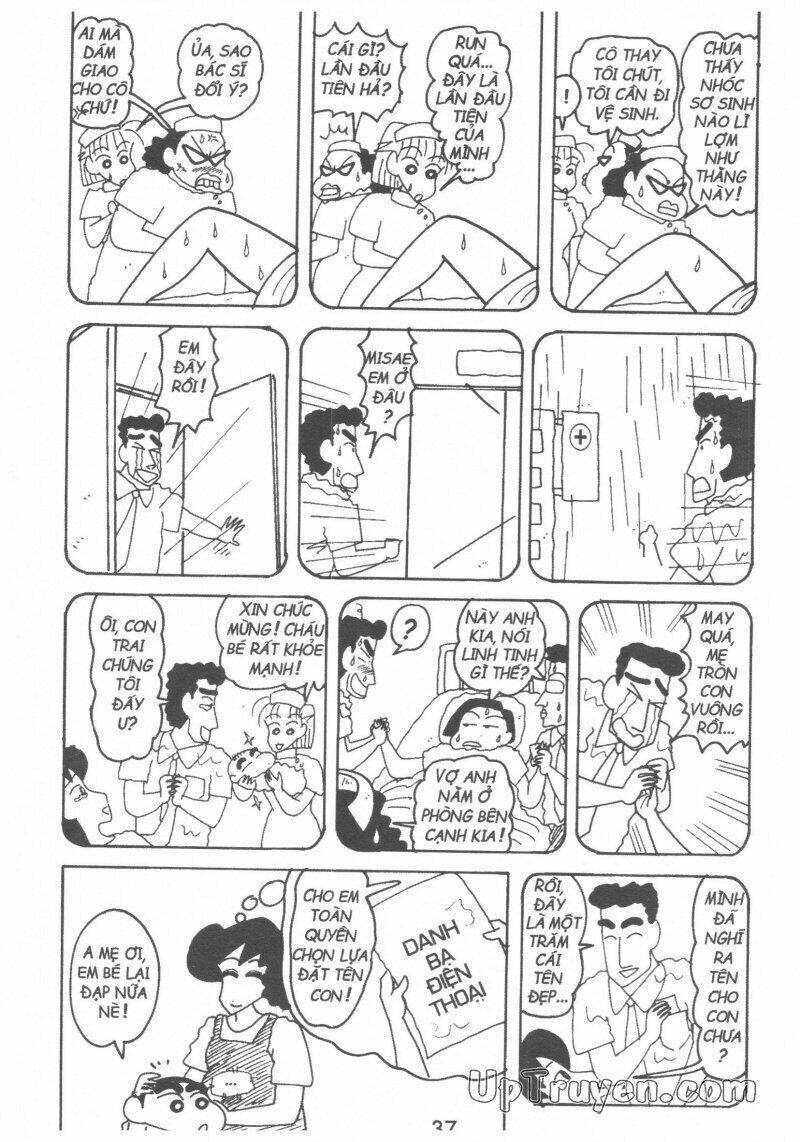 CHƯA
THẤY
NHÓC
SƠ SINH
NÀO LÌ
LỢM
NHƯ
THẰNG
NÀY!
CÔ THAY
TÔI CHÚT,
TÔI CẦN ĐI
VỆ SINH.
!
RUN
QUÁ...
ĐÂY LÀ
LẦN ĐẦU
TIÊN
CỦA
MÌNH
...
CÁI GÌ?
LẦN ĐẦU
TIÊN HẢ?
ỦA, SAO
BÁC SĨ
ĐỔI Ý?
AI MÀ
DÁM
GIAO
CHO CÔ
CHỨ!
MISAE
EM Ở
ĐÂU
?
EM
ĐÂY
RỒI!
MAY
QUÁ, MẸ
TRÒN
CON
VUÔNG
RỒI...
NÀY ANH
KIA, NÓI
LINH TINH
GÌ THẾ?
?
VỢ ANH
NẰM Ở
PHÒNG BÊN
CẠNH KIA!
XIN CHÚC
MỪNG! CHÁU
BÉ RẤT KHỎE
MẠNH!
ÔI, CON
TRAI
CHÚNG
TÔI
ĐẤY
Ư?
MÌNH
ĐÃ
NGHĨ
RA
TÊN
CHO
CON
CHƯA
?
RỒI,
ĐÂY
LÀ MỘT
TRĂM
CÁI
TÊN
ĐẸP...
DANH
BẠ
ĐIỆN
THOẠI
CHO EM
TOÀN
QUYỀN
CHỌN LỰA
ĐẶT TÊN
CON!
A MẸ ƠI,
EM BÉ LẠI
ĐẠP NỮA
NÈ!
37
UpTruyen.com